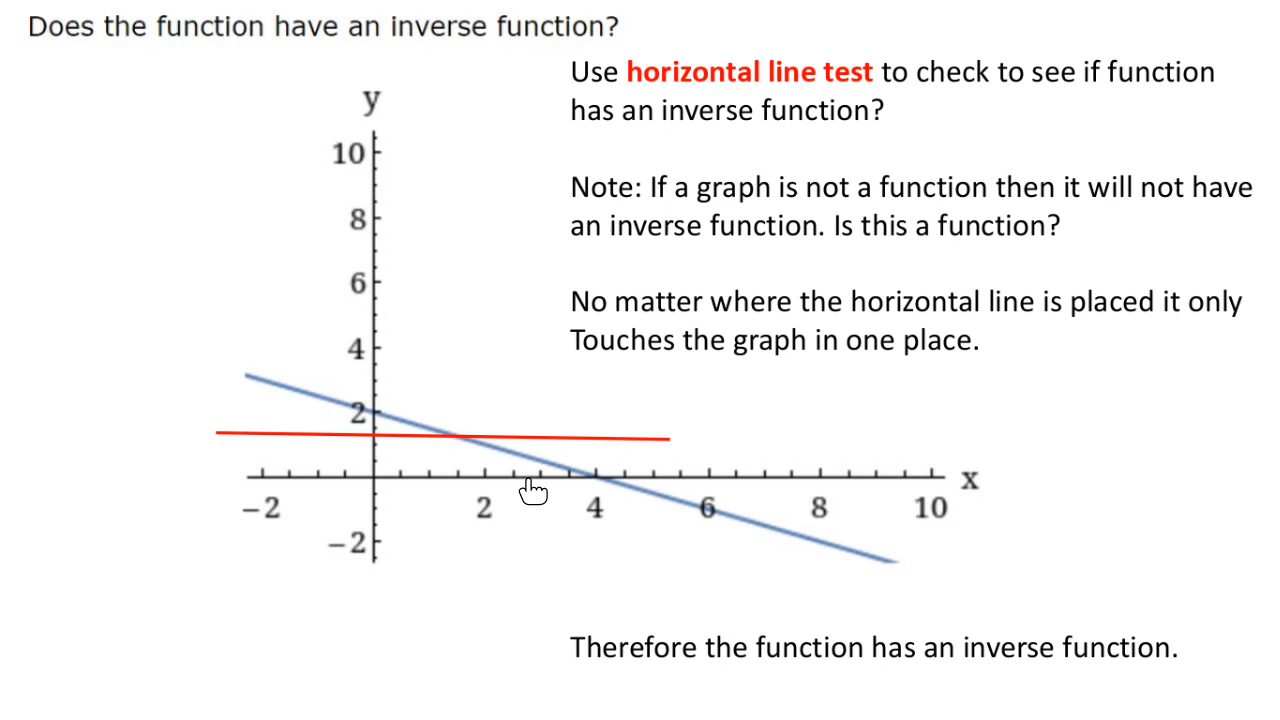 Does the function have an inverse function?
Use horizontal line test to check to see if function
has an inverse function?
Note: If a graph is not a function then it will not have
an inverse function. Is this a function?
No matter where the horizontal line is placed it only
Touches the graph in one place.
y
10
8
6
4
2
x
−2 2 4 6 8 10
−2
Therefore the function has an inverse function.